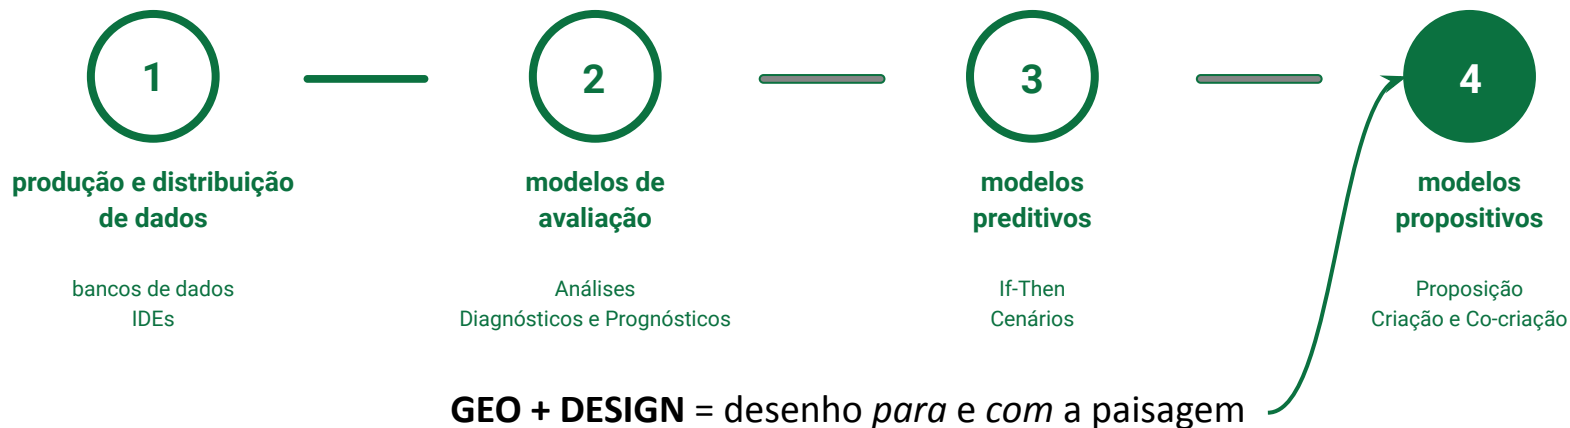 1
2
3
4
produção e distribuição
de dados
modelos de
avaliação
modelos
preditivos
modelos
propositivos
bancos de dados
IDEs
Análises
Diagnósticos e Prognósticos
If-Then
Cenários
Proposição
Criação e Co-criação
GEO + DESIGN = desenho para e com a paisagem